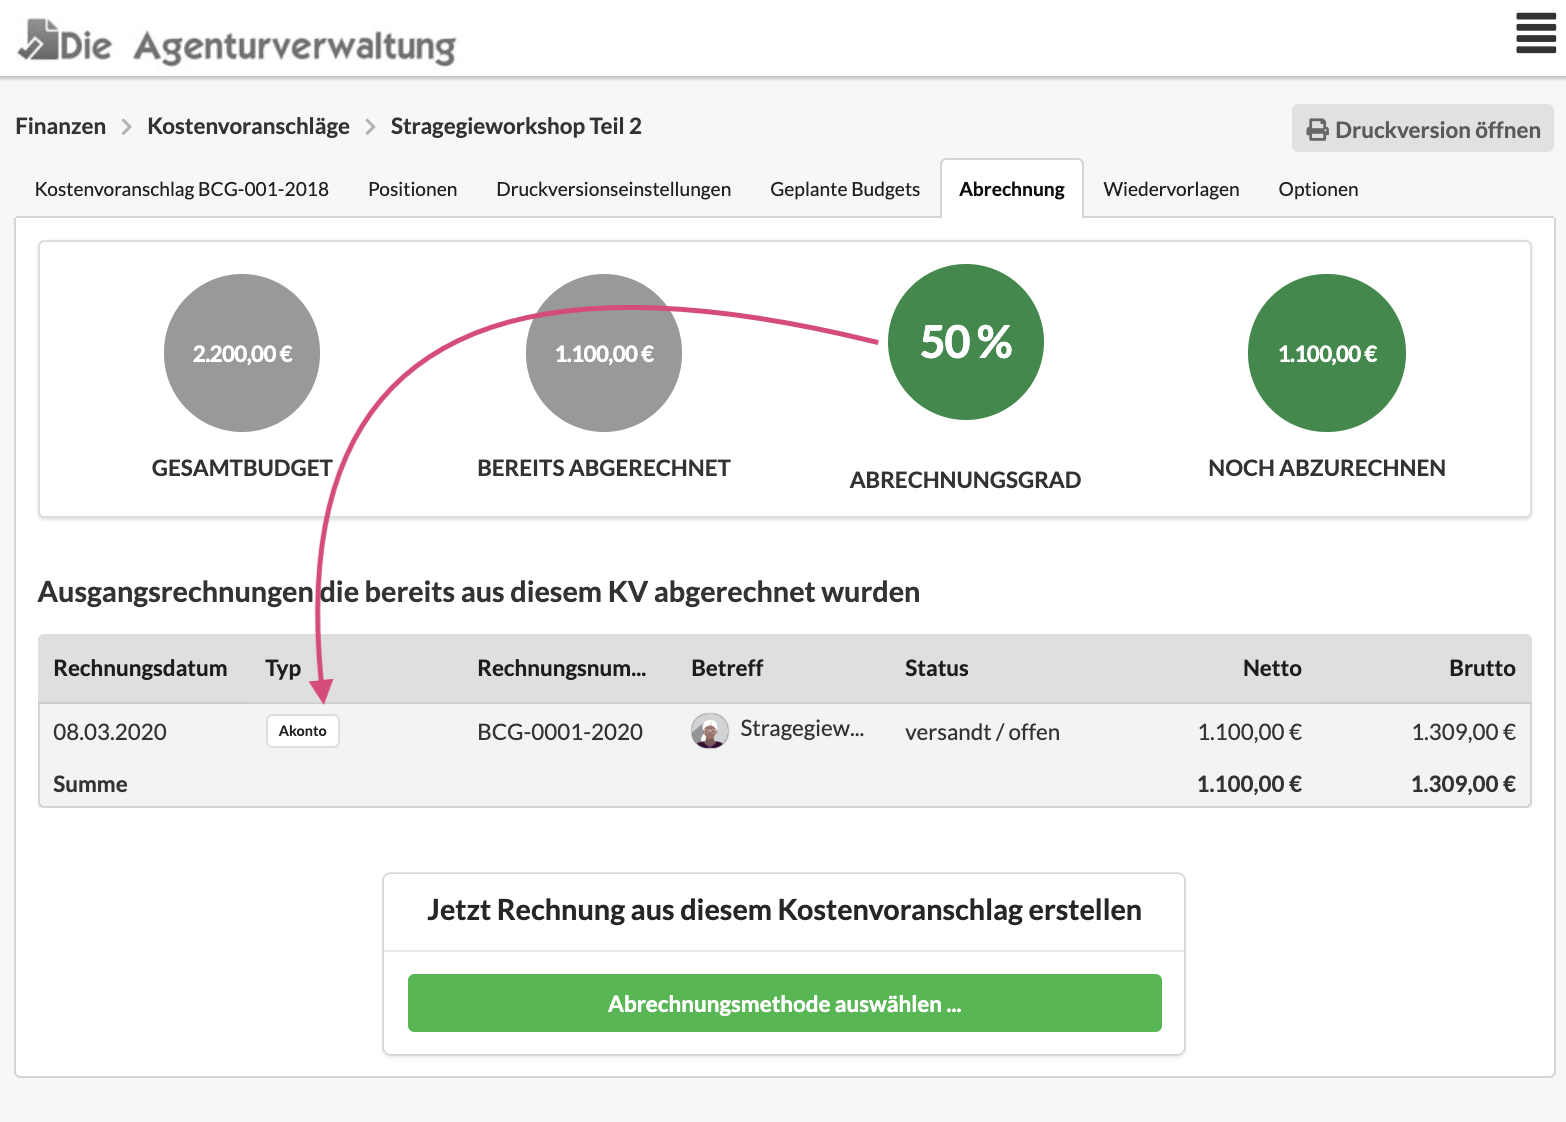 Die Agenturverwaltung
Finanzen > Kostenvoranschläge > Stragegieworkshop Teil 2
Druckversion öffnen
Kostenvoranschlag BCG-001-2018 Positionen Druckversionseinstellungen Geplante Budgets Abrechnung Wiedervorlagen Optionen
2.200,00 € 1.100,00 € 50 % 1.100,00 €
GESAMTBUDGET BEREITS ABGERECHNET ABRECHNUNGSGRAD NOCH ABZURECHNEN
Ausgangsrechnungen die bereits aus diesem KV abgerechnet wurden
Rechnungsdatum Typ Rechnungsnum... Betreff Status Netto Brutto
08.03.2020 Akonto BCG-0001-2020 Stragegiew... versandt / offen 1.100,00 € 1.309,00 €
Summe 1.100,00 € 1.309,00 €
Jetzt Rechnung aus diesem Kostenvoranschlag erstellen
Abrechnungsmethode auswählen ...